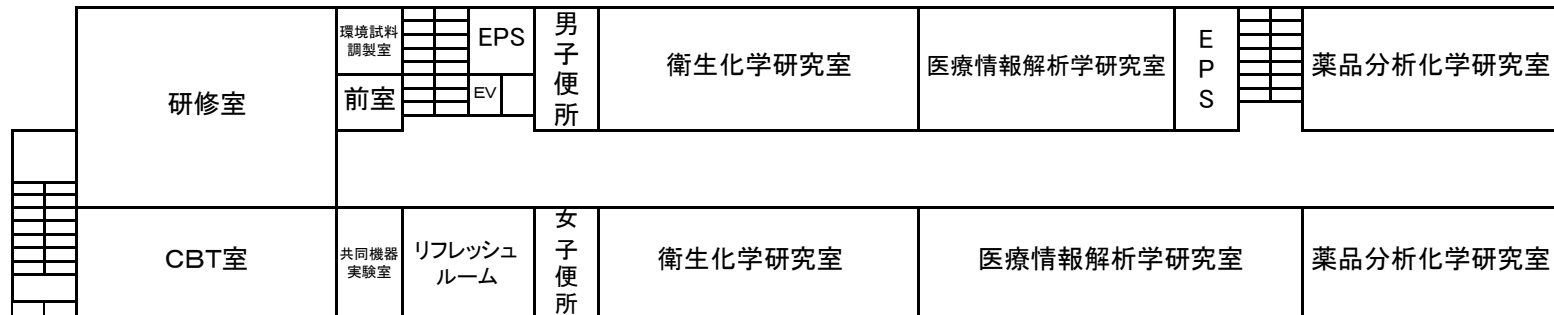 研修室
環境試料
調製室
前室
EPS
EV
男子便所
衛生化学研究室
医療情報解析学研究室
EPS
薬品分析化学研究室
CBT室
共同機器
実験室
リフレッシュ
ルーム
女子便所
衛生化学研究室
医療情報解析学研究室
薬品分析化学研究室